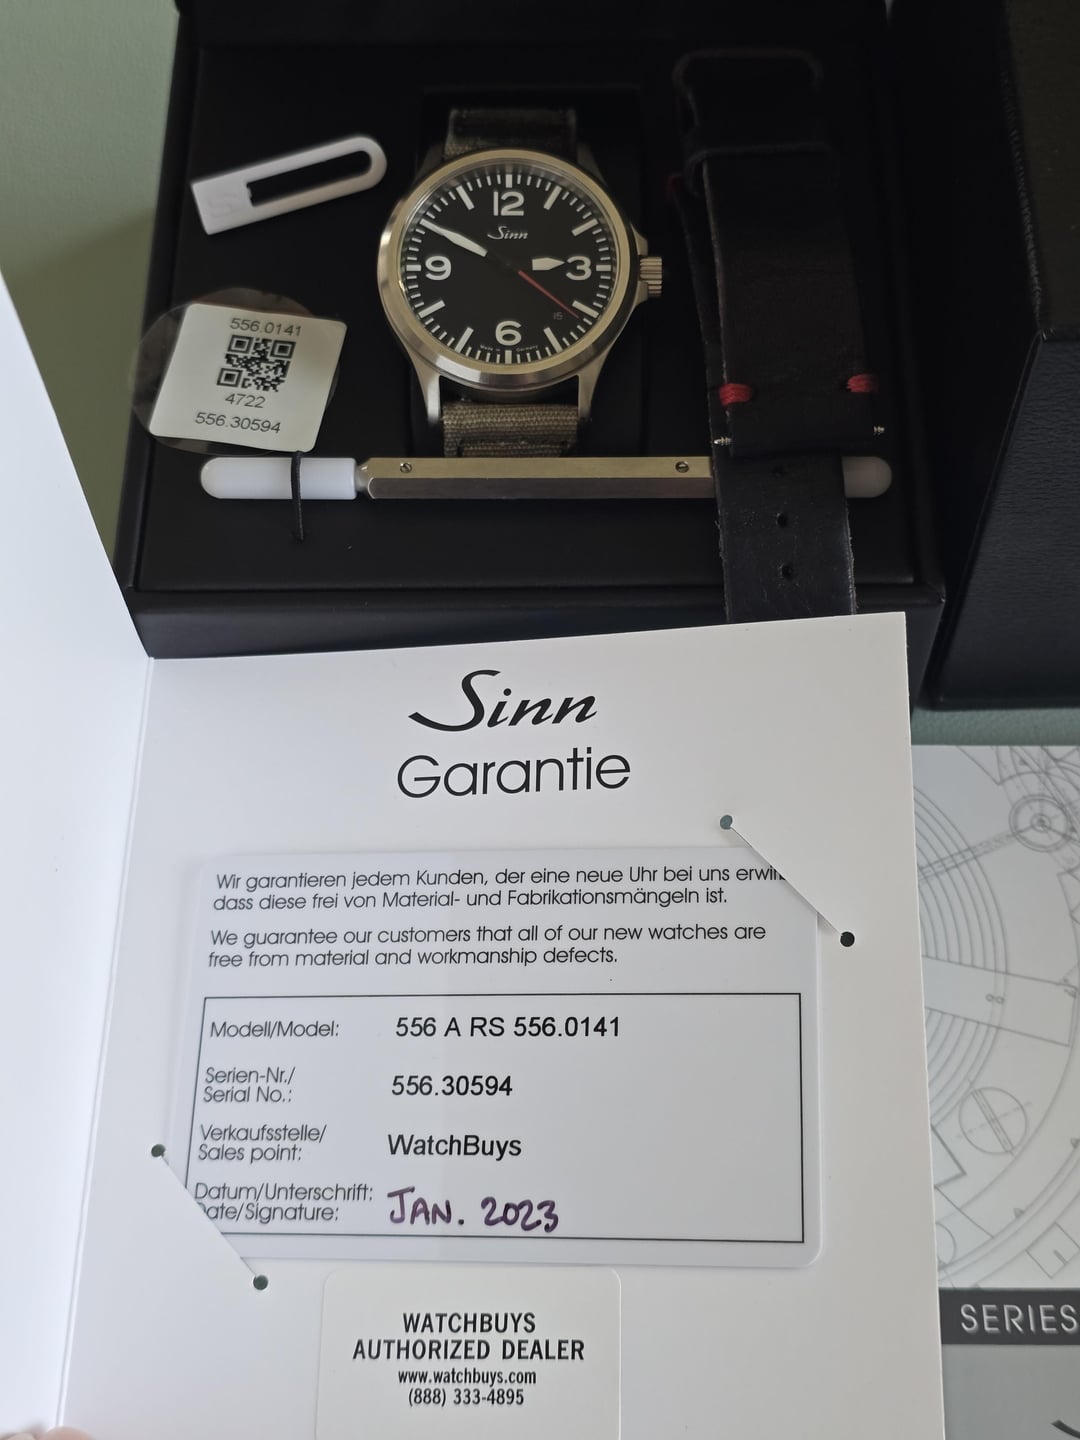 12
Sinn
9
3
15
6
Made in Germany
556.0141
4722
556.30594
Sinn
Garantie
Wir garantieren jedem Kunden, der eine neue Uhr bei uns
dass diese frei von Material- und Fabrikationsmängeln ist.
We guarantee our customers that all of our new watches are
free from material and workmanship defects.
Modell/Model: 556 A RS 556.0141
Serien-Nr./
Serial No.: 556.30594
Verkaufsstelle/
Sales point: WatchBuys
Datum/Unterschrift:
Date/Signature: JAN. 2023
WATCHBUYS
AUTHORIZED DEALER
www.watchbuys.com
(888) 333-4895
SERIES